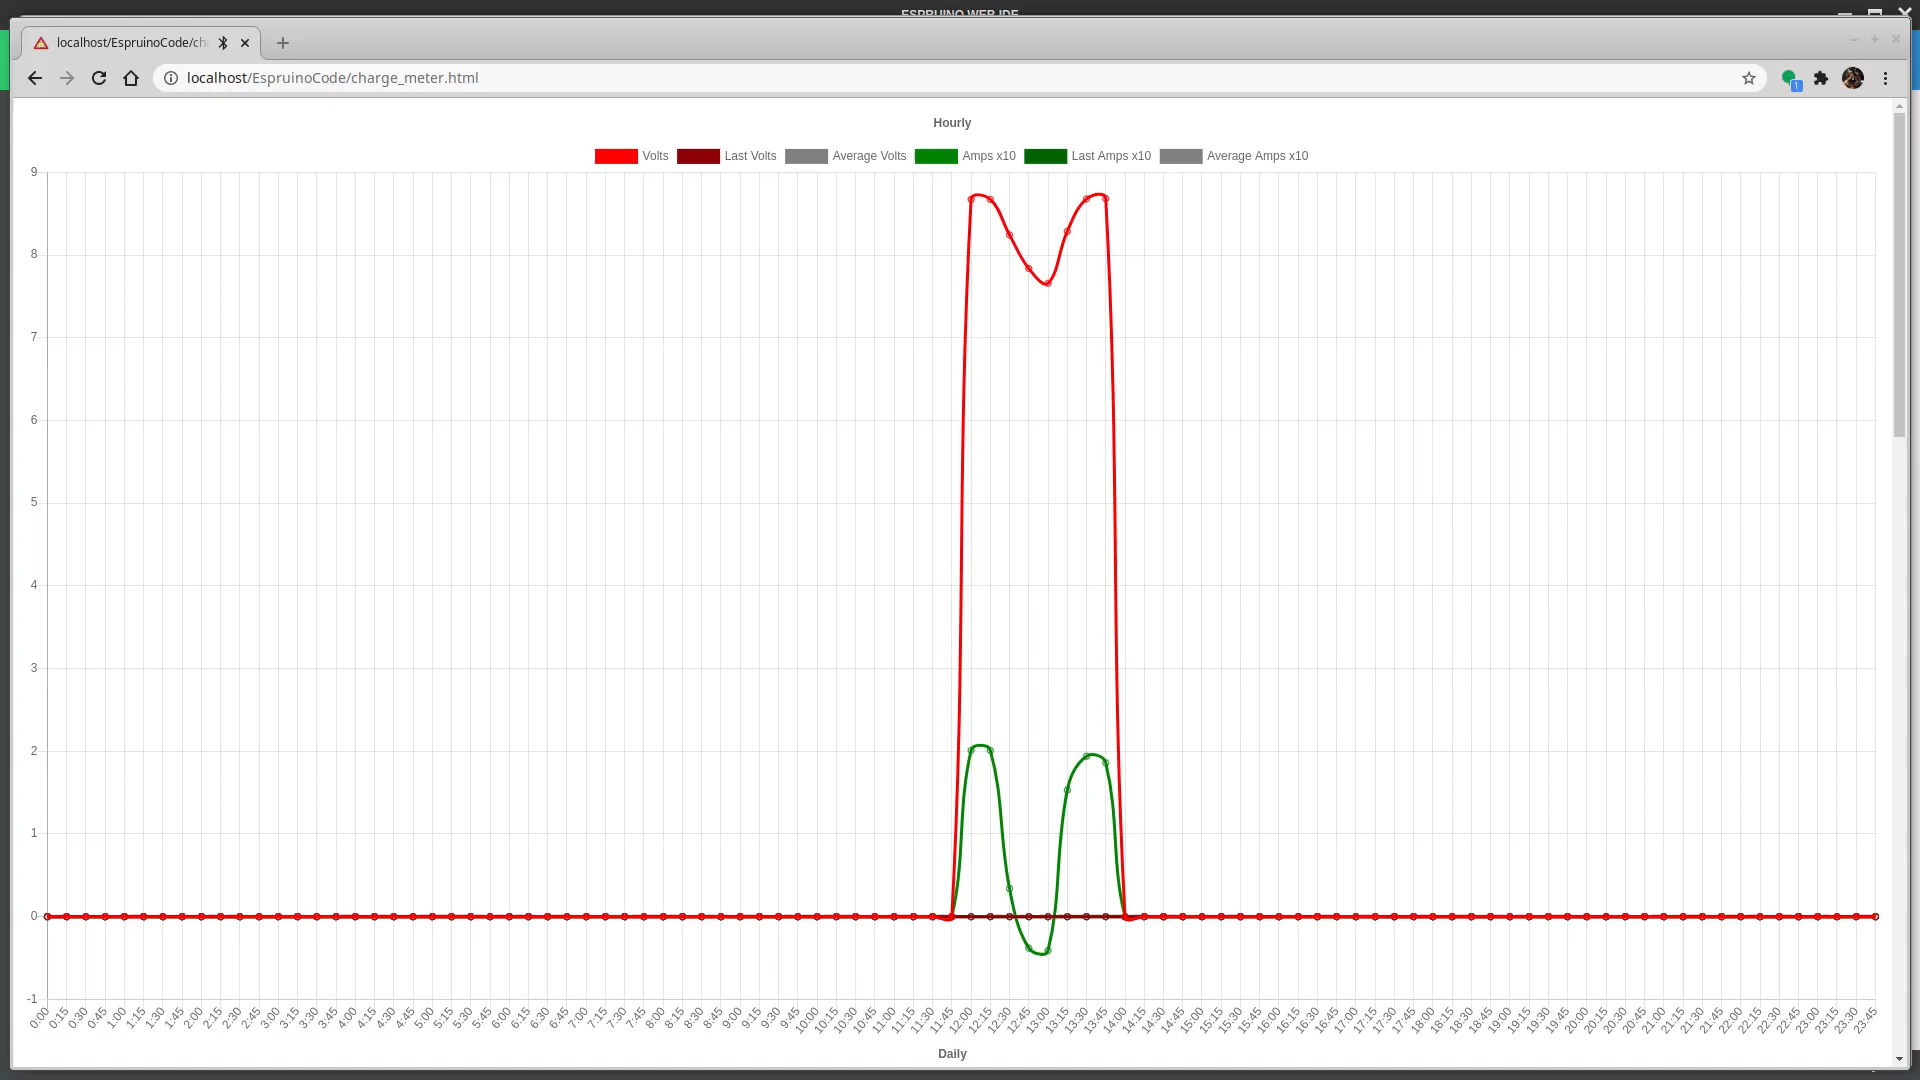 ESPRUINO WEB IDE
localhost/EspruinoCode/ch
localhost/EspruinoCode/charge_meter.html
1
Hourly
Volts Last Volts Average Volts Amps x10 Last Amps x10 Average Amps x10
9
8
7
6
5
4
3
2
1
0
-1
0:00 0:15 0:30 0:45 1:00 1:15 1:30 1:45 2:00 2:15 2:30 2:45 3:00 3:15 3:30 3:45 4:00 4:15 4:30 4:45 5:00 5:15 5:30 5:45 6:00 6:15 6:30 6:45 7:00 7:15 7:30 7:45 8:00 8:15 8:30 8:45 9:00 9:15 9:30 9:45 10:00 10:15 10:30 10:45 11:00 11:15 11:30 11:45 12:00 12:15 12:30 12:45 13:00 13:15 13:30 13:45 14:00 14:15 14:30 14:45 15:00 15:15 15:30 15:45 16:00 16:15 16:30 16:45 17:00 17:15 17:30 17:45 18:00 18:15 18:30 18:45 19:00 19:15 19:30 19:45 20:00 20:15 20:30 20:45 21:00 21:15 21:30 21:45 22:00 22:15 22:30 22:45 23:00 23:15 23:30 23:45
Daily